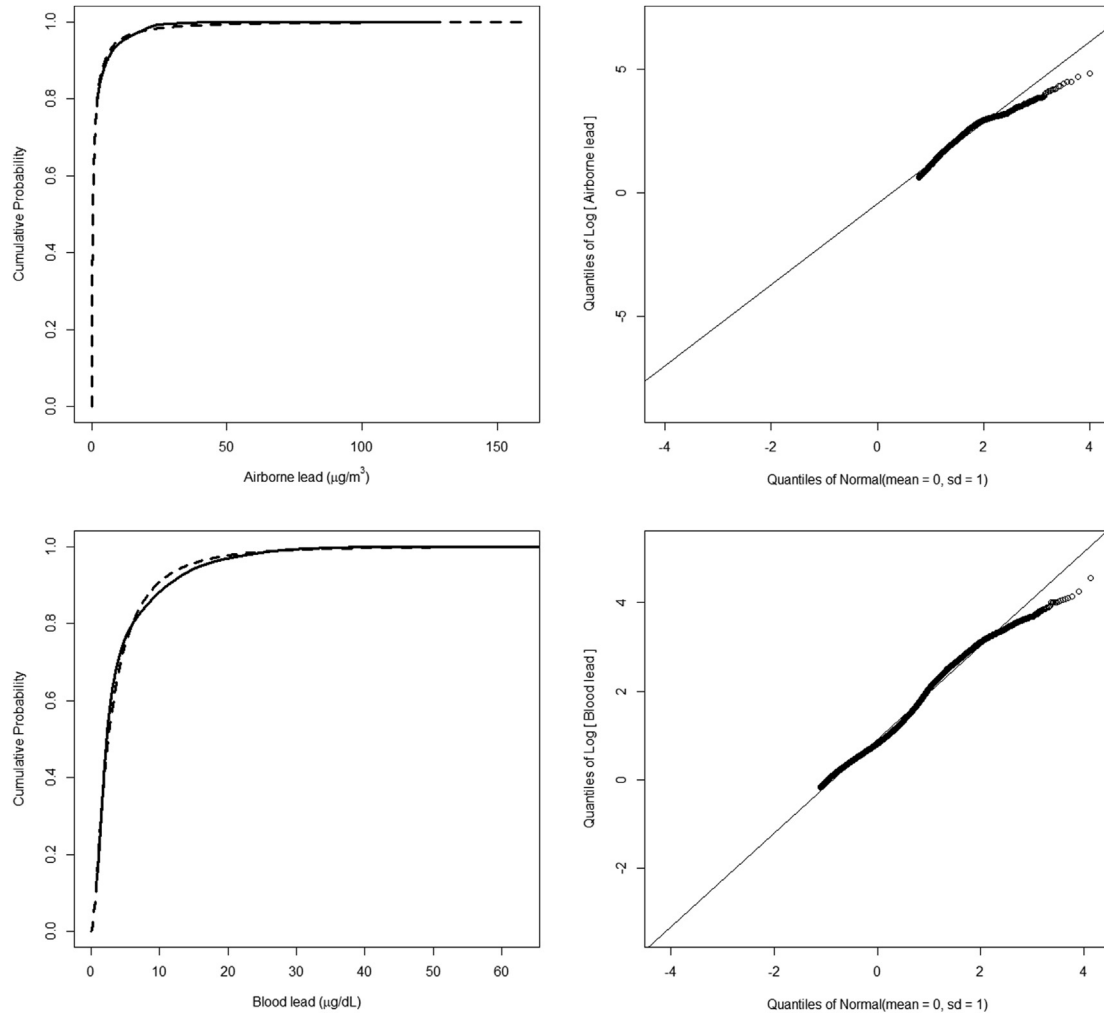 Cumulative Probability
0.0 0.2 0.4 0.6 0.8 1.0
0 50 100 150
Airborne lead (μg/m³)
Quantiles of Log [ Airborne lead ]
-5 0 5
-4 -2 0 2 4
Quantiles of Normal(mean = 0, sd = 1)
Cumulative Probability
0.0 0.2 0.4 0.6 0.8 1.0
0 10 20 30 40 50 60
Blood lead (μg/dL)
Quantiles of Log [ Blood lead ]
-2 0 2 4
-4 -2 0 2 4
Quantiles of Normal(mean = 0, sd = 1)